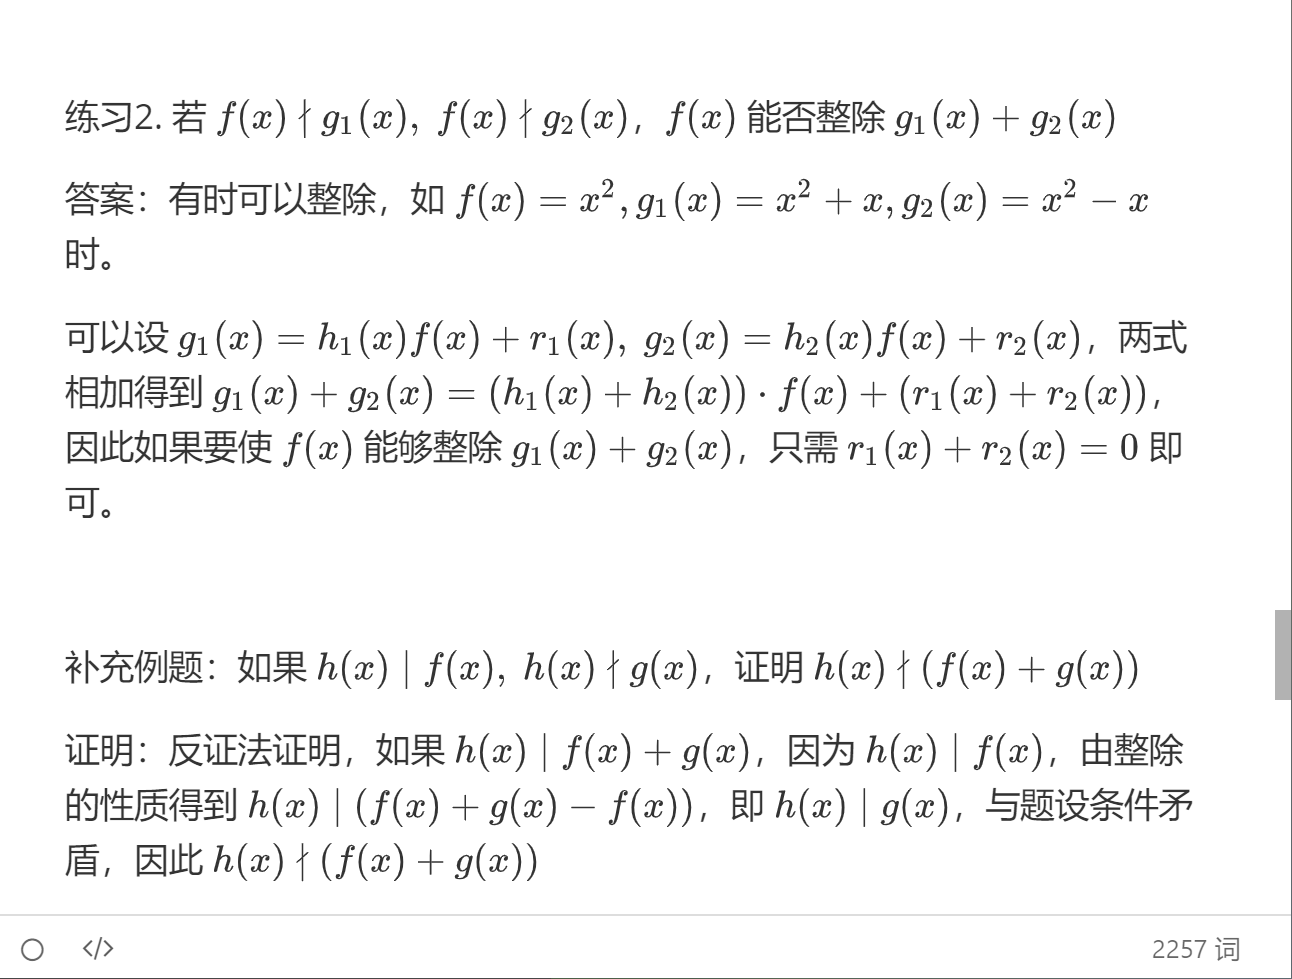 练习2. 若 f(x) ∤ g₁(x), f(x) ∤ g₂(x)，f(x) 能否整除 g₁(x) + g₂(x)
答案：有时可以整除，如 f(x) = x², g₁(x) = x² + x, g₂(x) = x² − x
时。
可以设 g₁(x) = h₁(x)f(x) + r₁(x), g₂(x) = h₂(x)f(x) + r₂(x)，两式
相加得到 g₁(x) + g₂(x) = (h₁(x) + h₂(x)) · f(x) + (r₁(x) + r₂(x))，
因此如果要使 f(x) 能够整除 g₁(x) + g₂(x)，只需 r₁(x) + r₂(x) = 0 即
可。
补充例题：如果 h(x) | f(x), h(x) ∤ g(x)，证明 h(x) ∤ (f(x) + g(x))
证明：反证法证明，如果 h(x) | f(x) + g(x)，因为 h(x) | f(x)，由整除
的性质得到 h(x) | (f(x) + g(x) − f(x))，即 h(x) | g(x)，与题设条件矛
盾，因此 h(x) ∤ (f(x) + g(x))
</> 2257 词